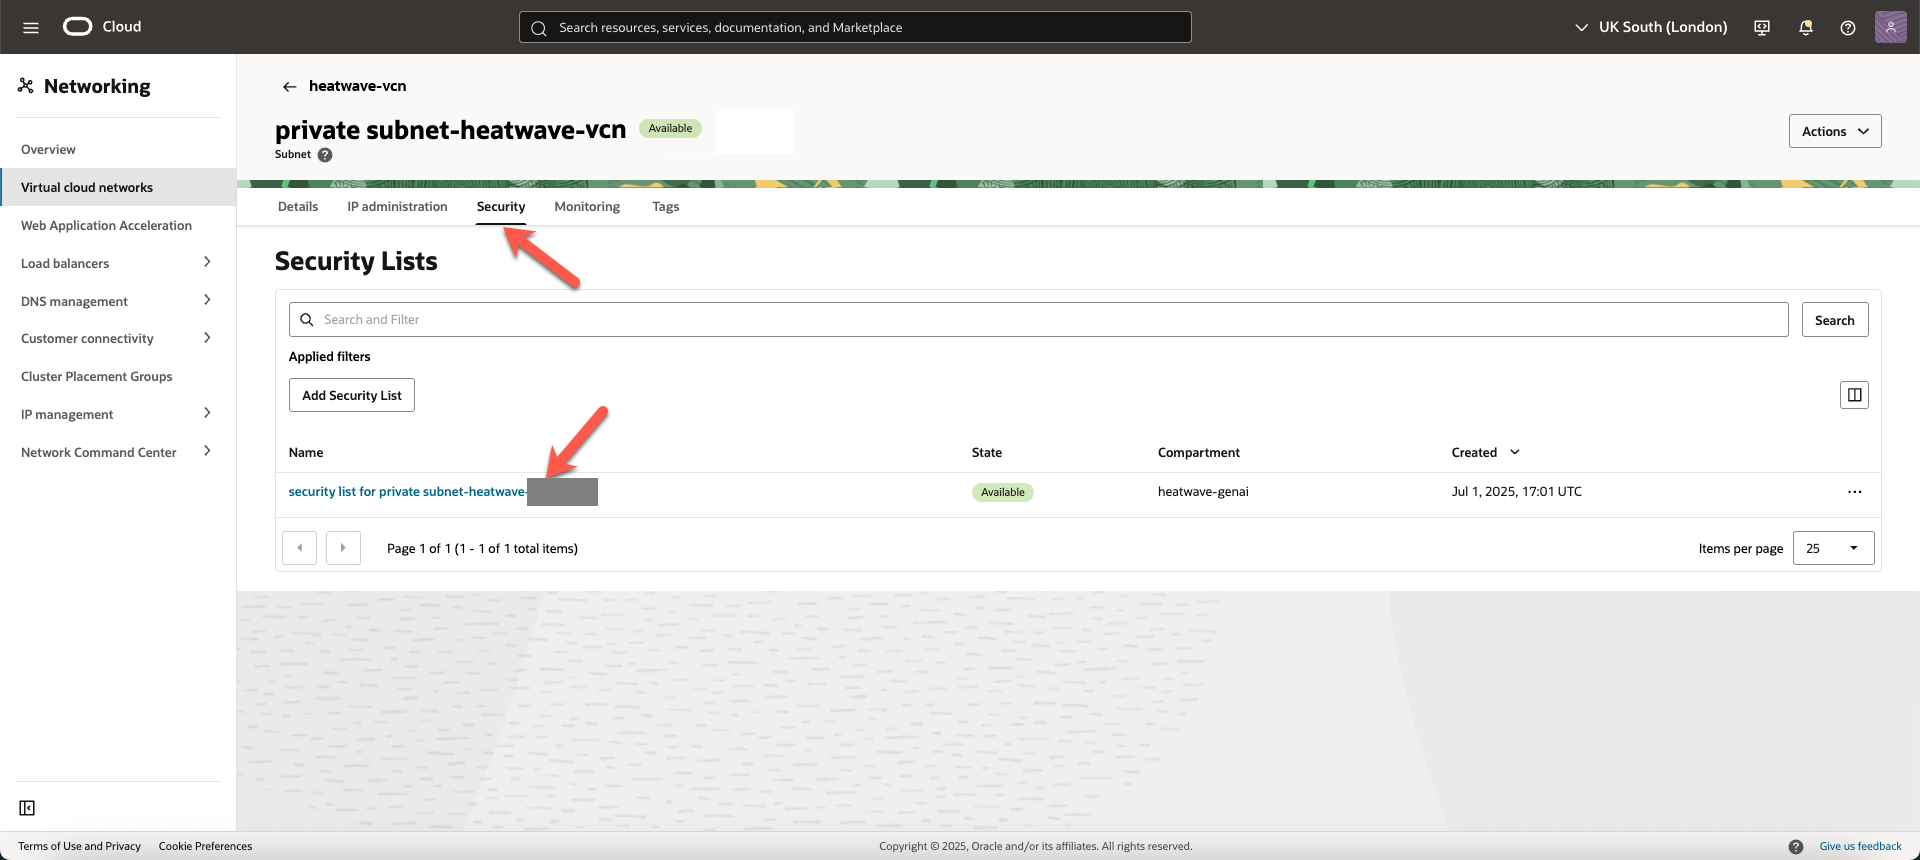 Cloud
Search resources, services, documentation, and Marketplace
UK South (London)
Networking
Overview
Virtual cloud networks
Web Application Acceleration
Load balancers
DNS management
Customer connectivity
Cluster Placement Groups
IP management
Network Command Center
heatwave-vcn
private subnet-heatwave-vcn
Available
Subnet ?
Actions
Details IP administration Security Monitoring Tags
Security Lists
Search and Filter
Search
Applied filters
Add Security List
Name State Compartment Created
security list for private subnet-heatwave- Available heatwave-genai Jul 1, 2025, 17:01 UTC ...
Page 1 of 1 (1 - 1 of 1 total items)
Items per page 25
Terms of Use and Privacy Cookie Preferences
Copyright © 2025, Oracle and/or its affiliates. All rights reserved.
? Give us feedback